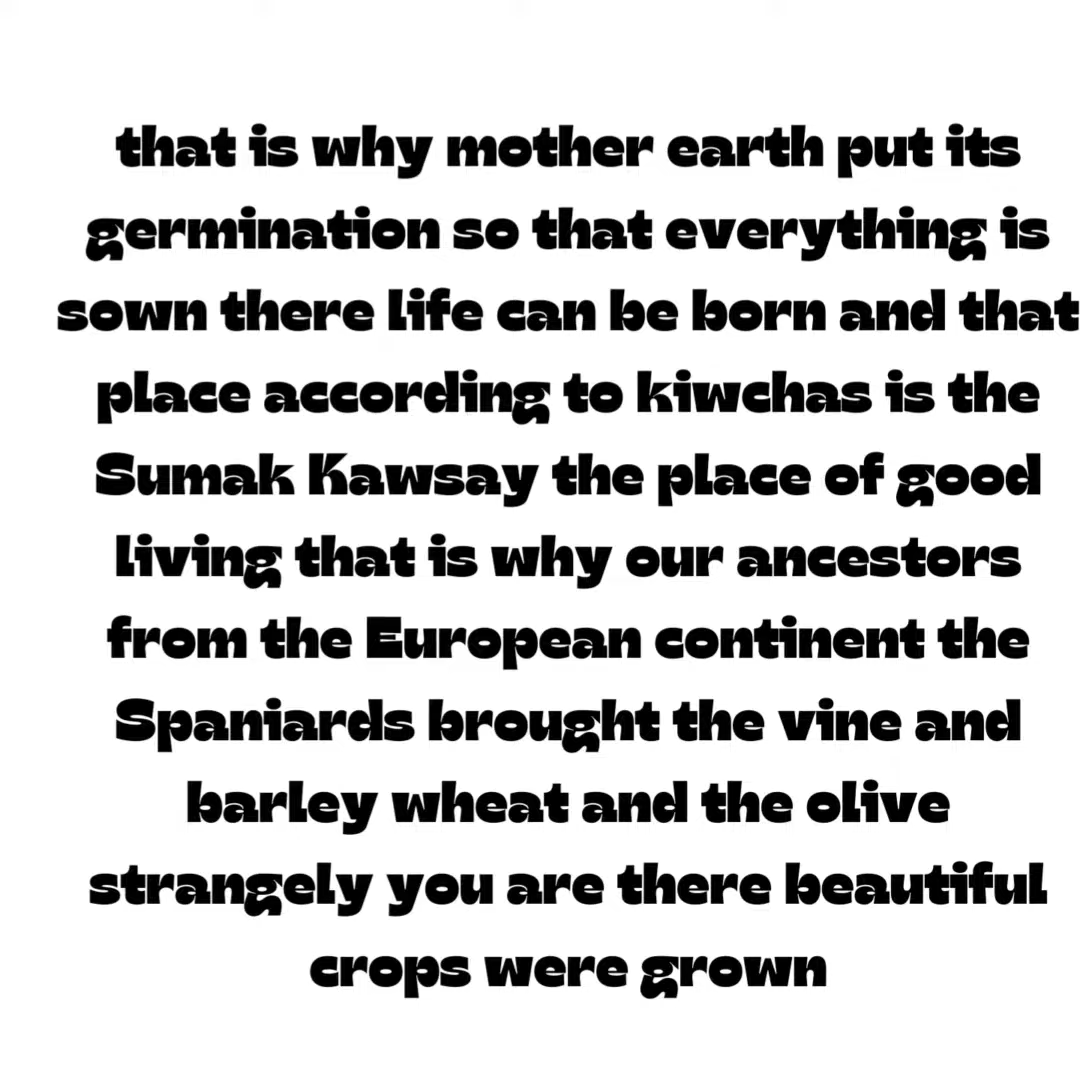 that is why mother earth put its
germination so that everything is
sown there life can be born and that
place according to kiwchas is the
Sumak Kawsay the place of good
living that is why our ancestors
from the European continent the
Spaniards brought the vine and
barley wheat and the olive
strangely you are there beautiful
crops were grown